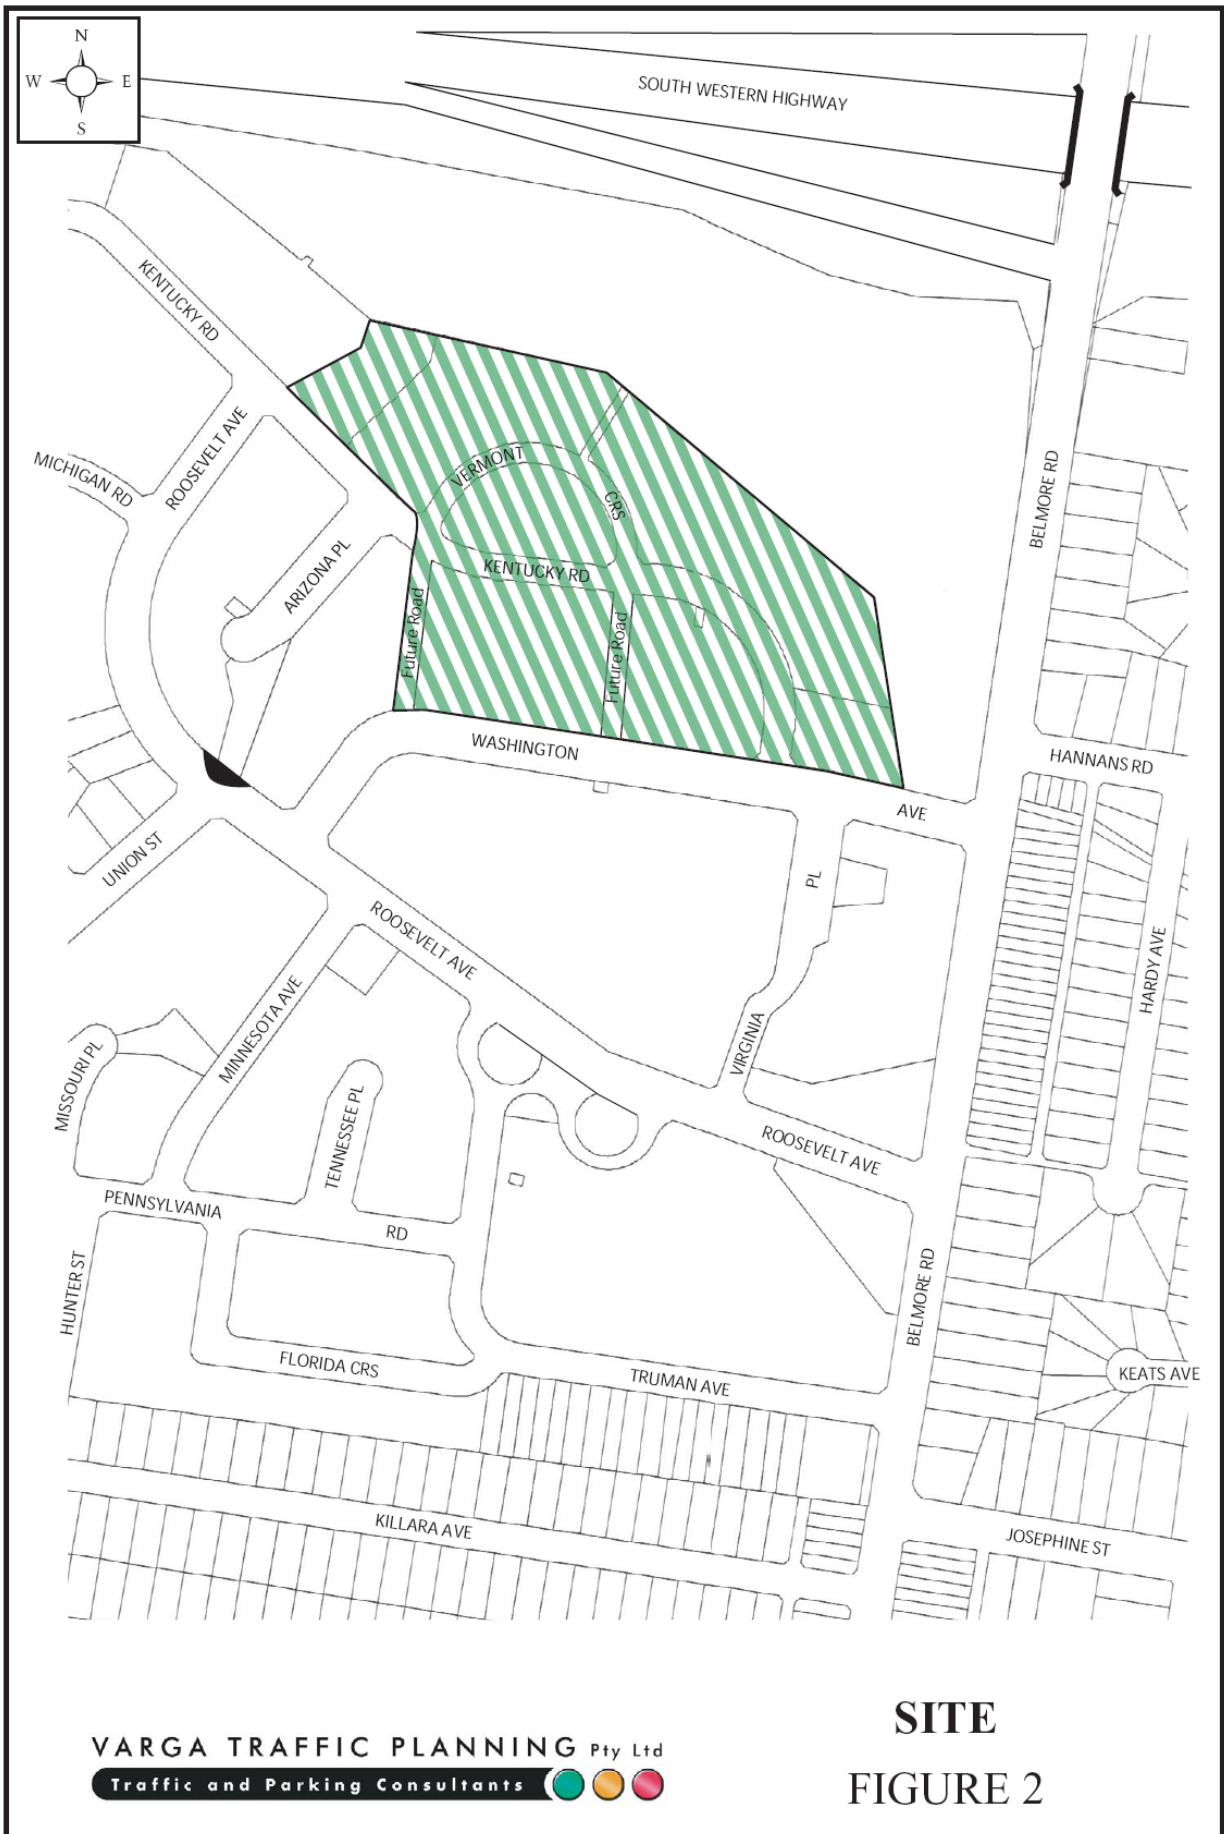 N
W E
S
SOUTH WESTERN HIGHWAY
KENTUCKY RD
ROOSEVELT AVE
MICHIGAN RD
VERMONT
CRS
BELMORE RD
ARIZONA PL
KENTUCKY RD
Future Road
Future Road
WASHINGTON
AVE
HANNANS RD
UNION ST
PL
ROOSEVELT AVE
HARDY AVE
MINNESOTA AVE
VIRGINIA
MISSOURI PL
TENNESSEE PL
ROOSEVELT AVE
PENNSYLVANIA
RD
HUNTER ST
BELMORE RD
FLORIDA CRS
TRUMAN AVE
KEATS AVE
KILLARA AVE
JOSEPHINE ST
SITE
FIGURE 2
VARGA TRAFFIC PLANNING Pty Ltd
Traffic and Parking Consultants